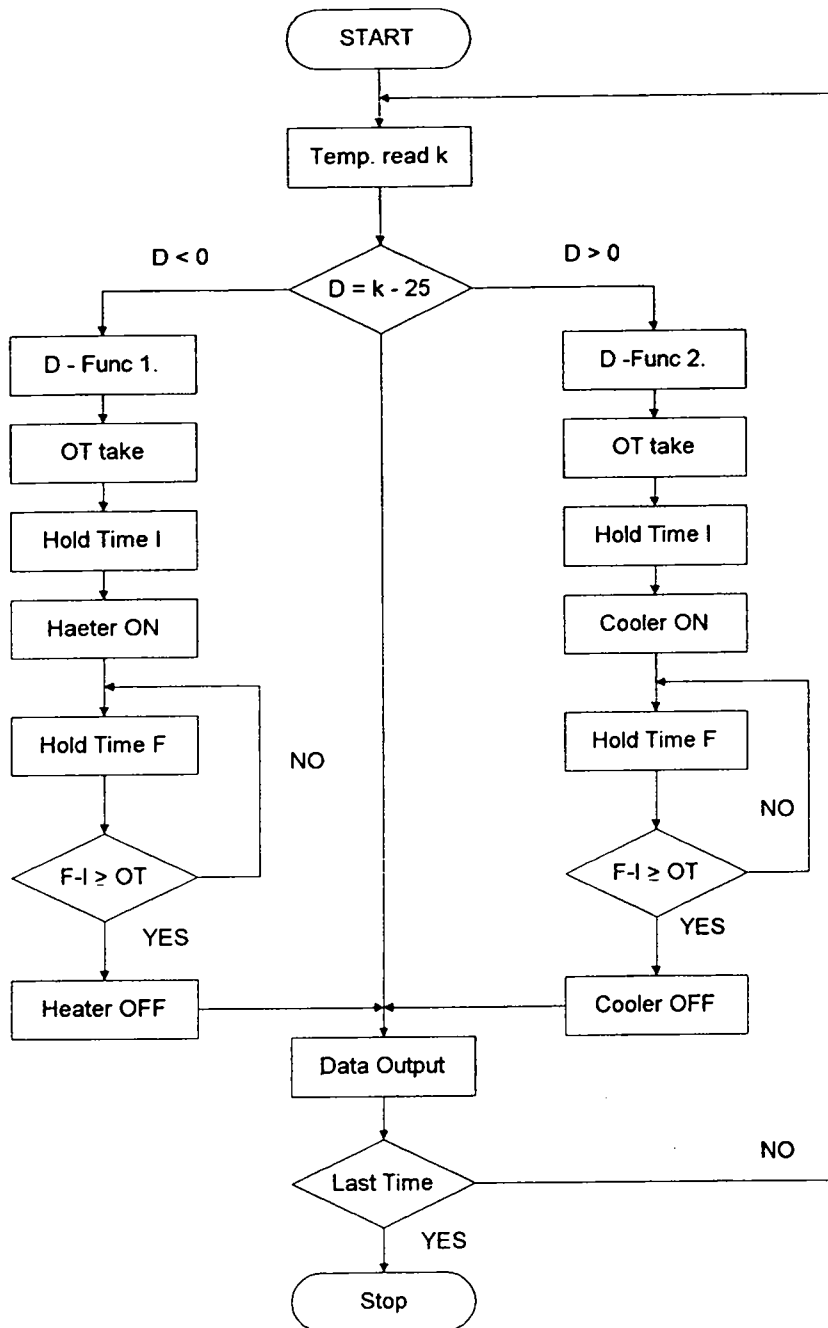 START
Temp. read k
D < 0
D > 0
D = k - 25
D - Func 1.
D -Func 2.
OT take
OT take
Hold Time I
Hold Time I
Haeter ON
Cooler ON
Hold Time F
Hold Time F
NO
NO
F-I ≥ OT
F-I ≥ OT
YES
YES
Heater OFF
Cooler OFF
Data Output
Last Time
NO
YES
Stop